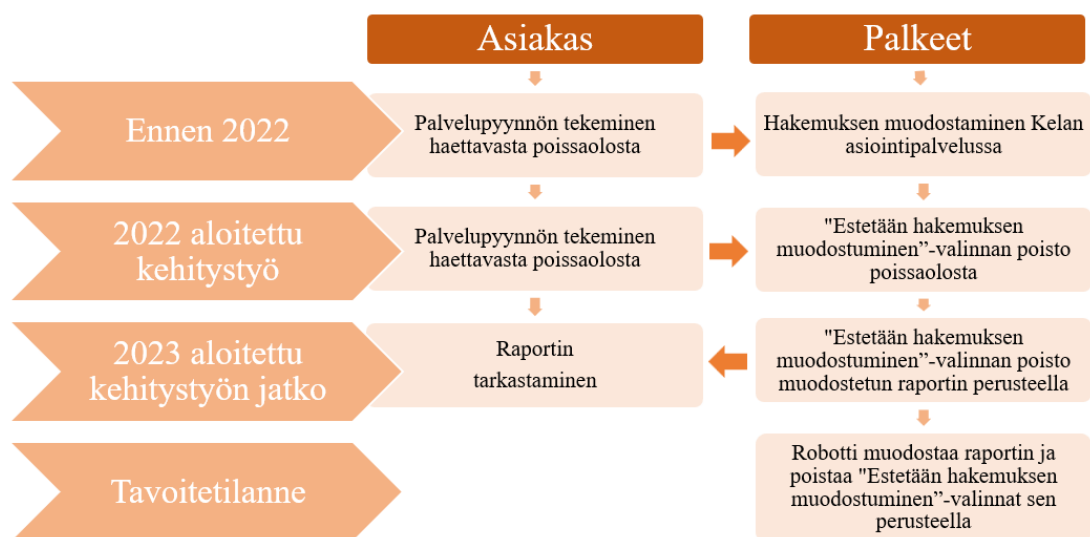 Asiakas
Palkeet
Ennen 2022
Palvelupyynnön tekeminen
haettavasta poissaolosta
Hakemuksen muodostaminen Kelan
asiointipalvelussa
2022 aloitettu
kehitystyö
Palvelupyynnön tekeminen
haettavasta poissaolosta
"Estetään hakemuksen
muodostuminen”-valinnan poisto
poissaolosta
2023 aloitettu
kehitystyön jatko
Raportin
tarkastaminen
"Estetään hakemuksen
muodostuminen”-valinnan poisto
muodostetun raportin perusteella
Tavoitetilanne
Robotti muodostaa raportin ja
poistaa "Estetään hakemuksen
muodostuminen”-valinnat sen
perusteella